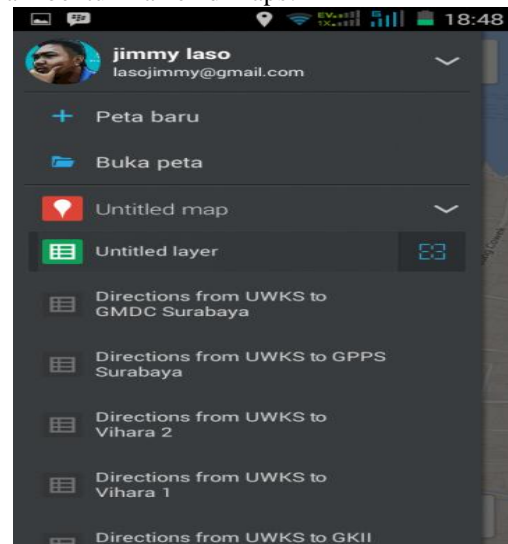 18:48
jimmy laso
lasojimmy@gmail.com
Peta baru
Buka peta
Untitled map
Untitled layer
Directions from UWKS to
GMDC Surabaya
Directions from UWKS to GPPS
Surabaya
Directions from UWKS to
Vihara 2
Directions from UWKS to
Vihara 1
Directions from UWKS to GKII